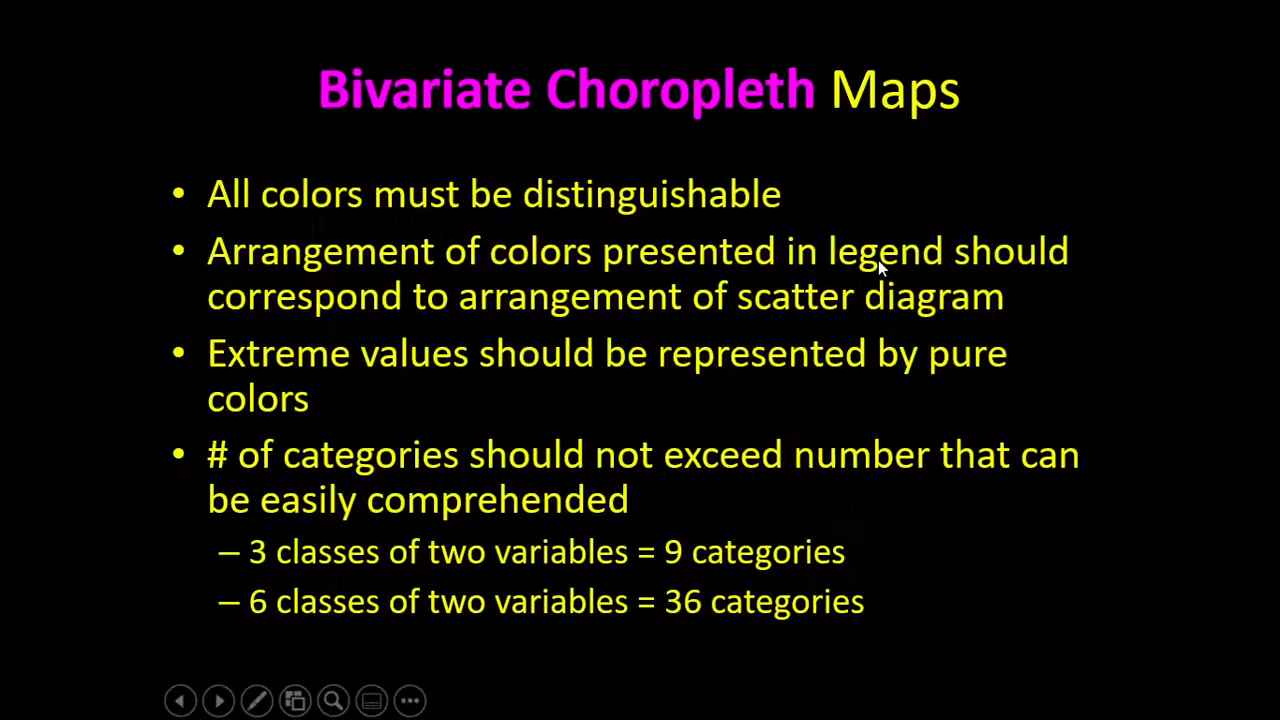 Bivariate Choropleth Maps
• All colors must be distinguishable
• Arrangement of colors presented in legend should
correspond to arrangement of scatter diagram
• Extreme values should be represented by pure
colors
• # of categories should not exceed number that can
be easily comprehended
– 3 classes of two variables = 9 categories
– 6 classes of two variables = 36 categories